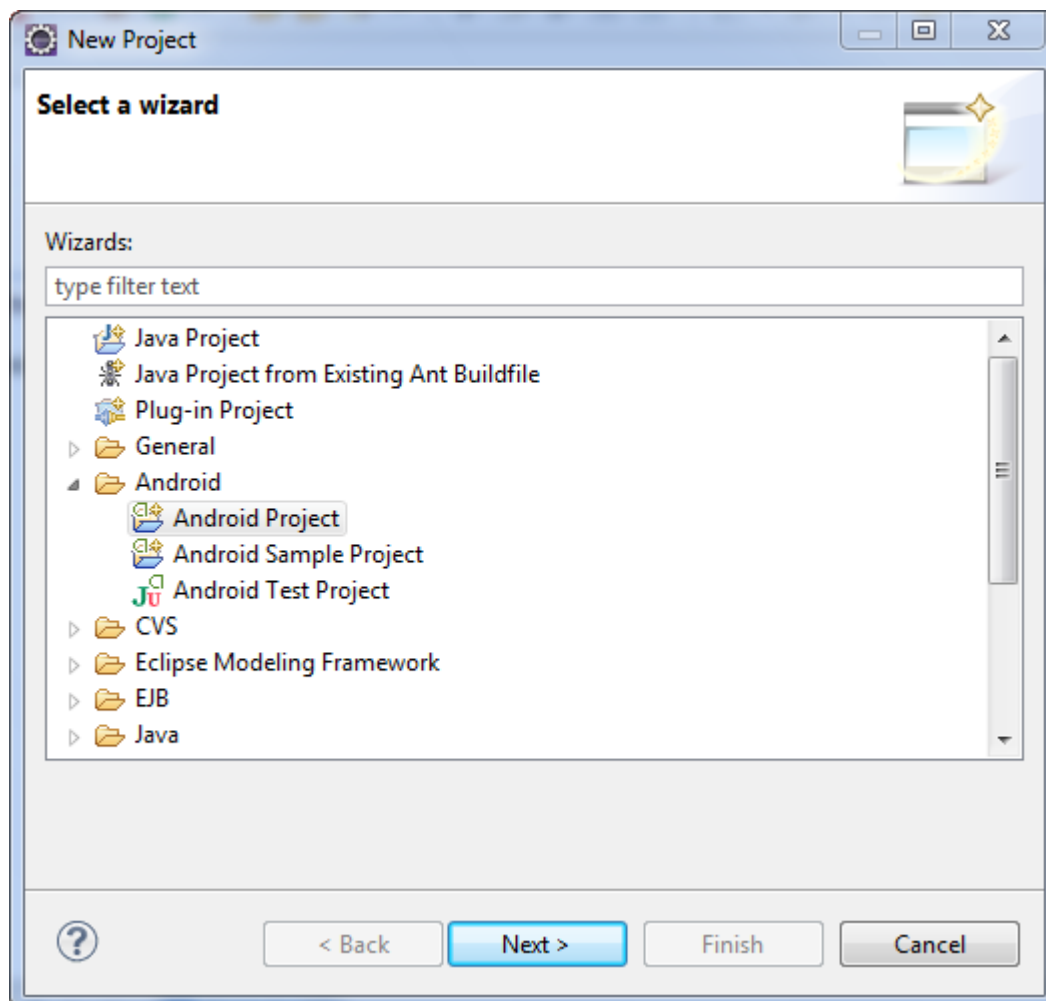 New Project
Select a wizard
Wizards:
type filter text
Java Project
Java Project from Existing Ant Buildfile
Plug-in Project
General
Android
Android Project
Android Sample Project
Android Test Project
CVS
Eclipse Modeling Framework
EJB
Java
< Back Next > Finish Cancel